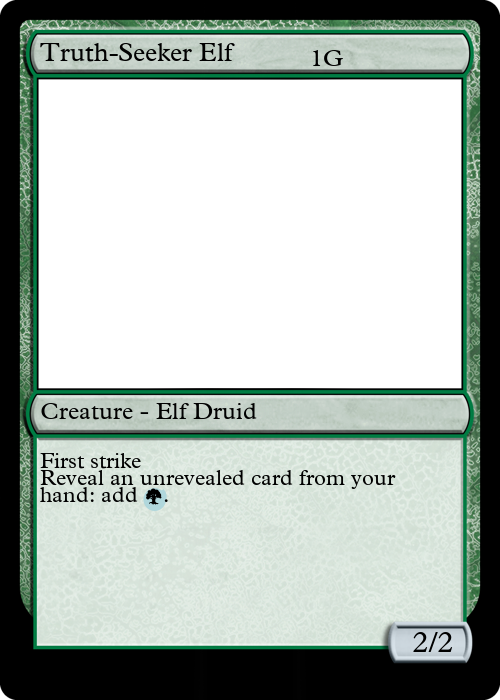 Truth-Seeker Elf 1G
Creature - Elf Druid
First strike
Reveal an unrevealed card from your
hand: add .
2/2